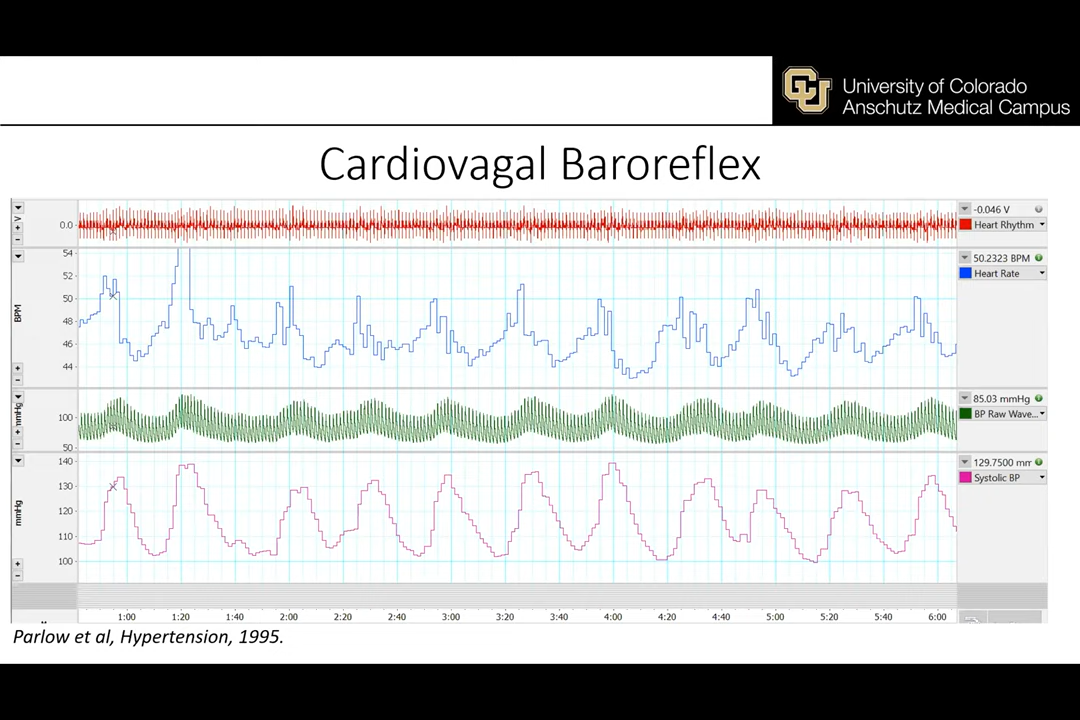 University of Colorado
Anschutz Medical Campus
Cardiovagal Baroreflex
V
0.0
-0.046 V
Heart Rhythm
BPM
54
52
50
48
46
44
50.2323 BPM
Heart Rate
mmHg
100
50
85.03 mmHg
BP Raw Wave...
mmHg
140
130
120
110
100
129.7500 mmr
Systolic BP
1:00 1:20 1:40 2:00 2:20 2:40 3:00 3:20 3:40 4:00 4:20 4:40 5:00 5:20 5:40 6:00
Parlow et al, Hypertension, 1995.